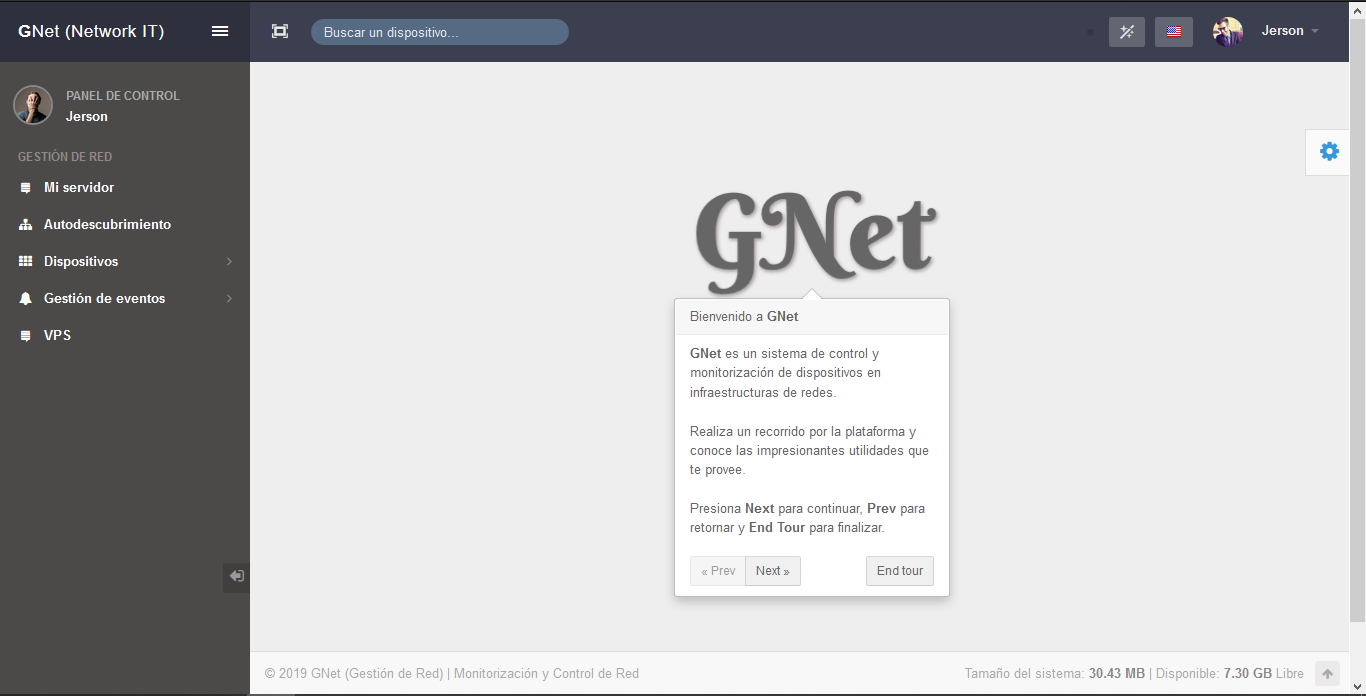 GNet (Network IT)
Buscar un dispositivo...
Jerson
PANEL DE CONTROL
Jerson
GESTIÓN DE RED
Mi servidor
Autodescubrimiento
Dispositivos
Gestión de eventos
VPS
GNet
Bienvenido a GNet
GNet es un sistema de control y
monitorización de dispositivos en
infraestructuras de redes.
Realiza un recorrido por la plataforma y
conoce las impresionantes utilidades que
te provee.
Presiona Next para continuar, Prev para
retornar y End Tour para finalizar.
« Prev Next » End tour
© 2019 GNet (Gestión de Red) | Monitorización y Control de Red
Tamaño del sistema: 30.43 MB | Disponible: 7.30 GB Libre